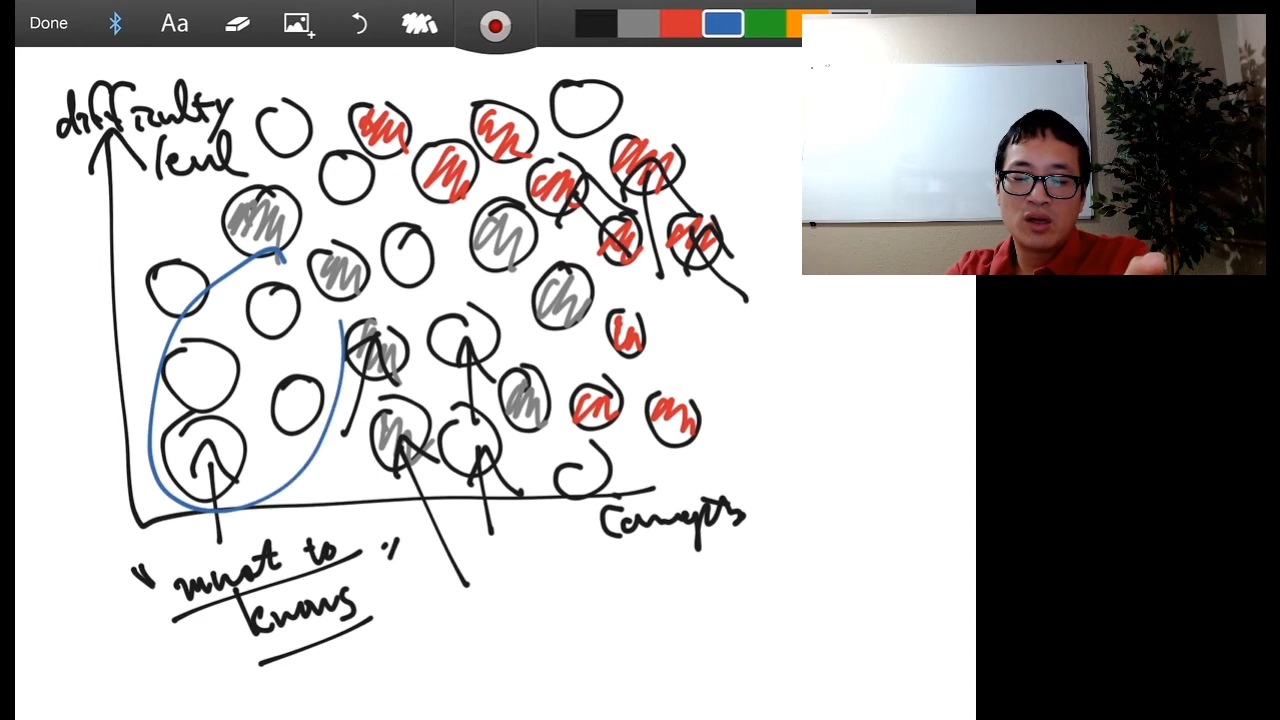 Done
Aa
difficulty
level
Concepts
"what to"
know